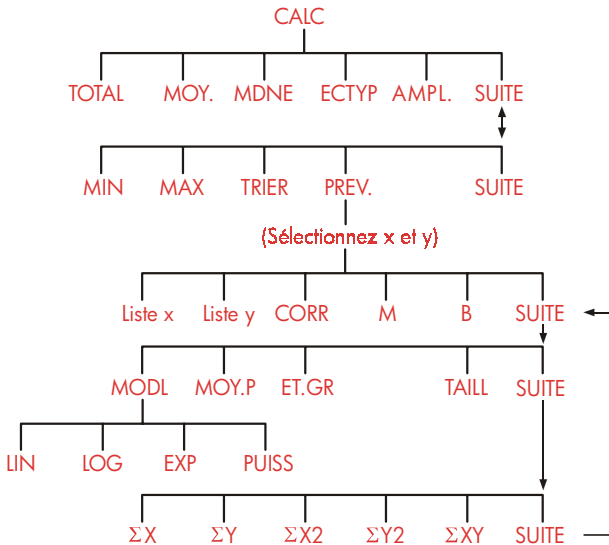 CALC
TOTAL MOY. MDNE ECTYP AMPL. SUITE
MIN MAX TRIER PREV. SUITE
(Sélectionnez x et y)
Liste x Liste y CORR M B SUITE
MODL MOY.P ET.GR TAILL SUITE
LIN LOG EXP PUISS
ΣX ΣY ΣX2 ΣY2 ΣXY SUITE